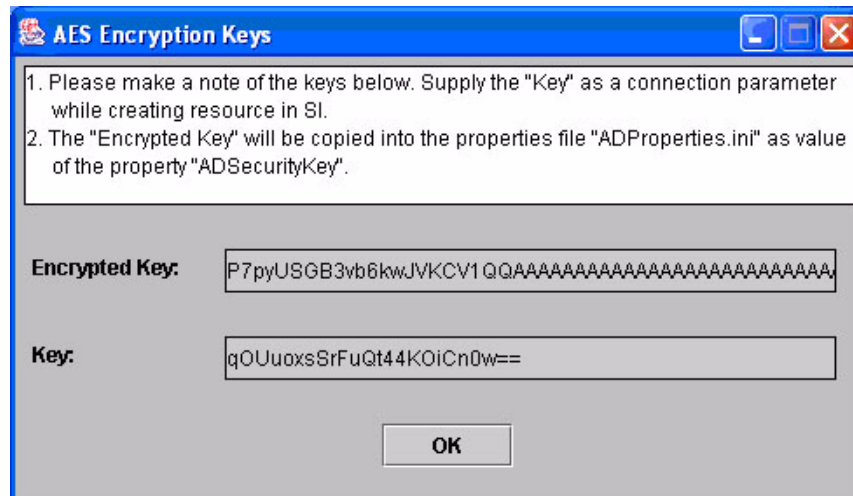 AES Encryption Keys
1. Please make a note of the keys below. Supply the "Key" as a connection parameter
while creating resource in SI.
2. The "Encrypted Key" will be copied into the properties file "ADProperties.ini" as value
of the property "ADSecurityKey".
Encrypted Key: P7pyUSGB3vb6kwJVKCV1QQAAAAAAAAAAAAAAAAAAAAAAAAAA
Key: qOUuoxsSrFuQt44KOiCn0w==
OK